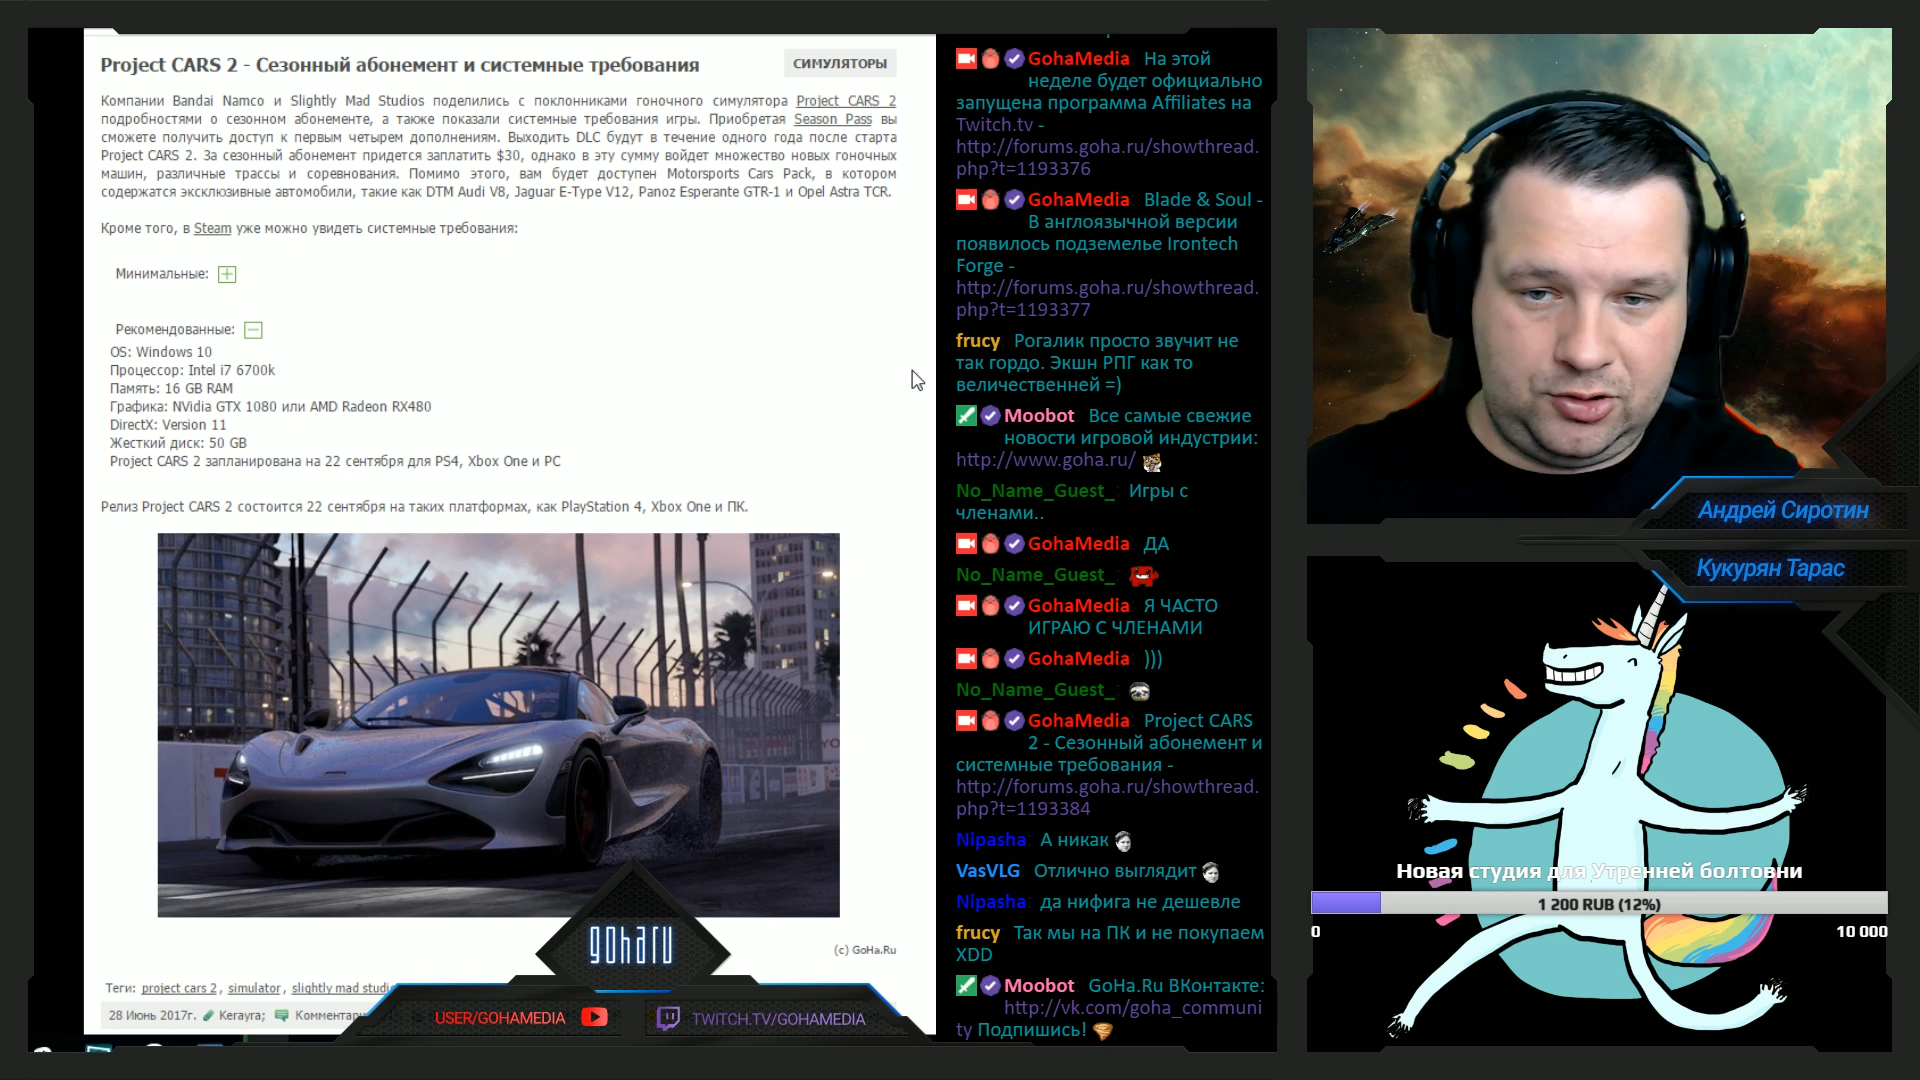 Project CARS 2 - Сезонный абонемент и системные требования
СИМУЛЯТОРЫ
Компании Bandai Namco и Slightly Mad Studios поделились с поклонниками гоночного симулятора Project CARS 2
подробностями о сезонном абонементе, а также показали системные требования игры. Приобретая Season Pass вы
сможете получить доступ к первым четырем дополнениям. Выходить DLC будут в течение одного года после старта
Project CARS 2. За сезонный абонемент придется заплатить $30, однако в эту сумму войдет множество новых гоночных
машин, различные трассы и соревнования. Помимо этого, вам будет доступен Motorsports Cars Pack, в котором
содержатся эксклюзивные автомобили, такие как DTM Audi V8, Jaguar E-Type V12, Panoz Esperante GTR-1 и Opel Astra TCR.
Кроме того, в Steam уже можно увидеть системные требования:
Минимальные:
Рекомендованные:
OS: Windows 10
Процессор: Intel i7 6700k
Память: 16 GB RAM
Графика: NVidia GTX 1080 или AMD Radeon RX480
DirectX: Version 11
Жесткий диск: 50 GB
Project CARS 2 запланирована на 22 сентября для PS4, Xbox One и PC
Релиз Project CARS 2 состоится 22 сентября на таких платформах, как PlayStation 4, Xbox One и ПК.
(c) GoHa.Ru
Теги: project cars 2, simulator, slightly mad studi
28 Июнь 2017г. Kerayra; Комментар
goharu
USER/GOHAMEDIA
TWITCH.TV/GOHAMEDIA
GohaMedia На этой
неделе будет официально
запущена программа Affiliates на
Twitch.tv -
http://forums.goha.ru/showthread.
php?t=1193376
GohaMedia Blade & Soul -
В англоязычной версии
появилось подземелье Irontech
Forge -
http://forums.goha.ru/showthread.
php?t=1193377
frucy Рогалик просто звучит не
так гордо. Экшн РПГ как то
величественней =)
Moobot Все самые свежие
новости игровой индустрии:
http://www.goha.ru/
No_Name_Guest_: Игры с
членами..
GohaMedia ДА
No_Name_Guest_:
GohaMedia Я ЧАСТО
ИГРАЮ С ЧЛЕНАМИ
GohaMedia )))
No_Name_Guest_:
GohaMedia Project CARS
2 - Сезонный абонемент и
системные требования -
http://forums.goha.ru/showthread.
php?t=1193384
Nipasha: А никак
VasVLG Отлично выглядит
Nipasha: да нифига не дешевле
frucy Так мы на ПК и не покупаем
XDD
Moobot GoHa.Ru ВКонтакте:
http://vk.com/goha_communi
ty Подпишись!
Андрей Сиротин
Кукурян Тарас
Новая студия для Утренней болтовни
1 200 RUB (12%)
0
10 000